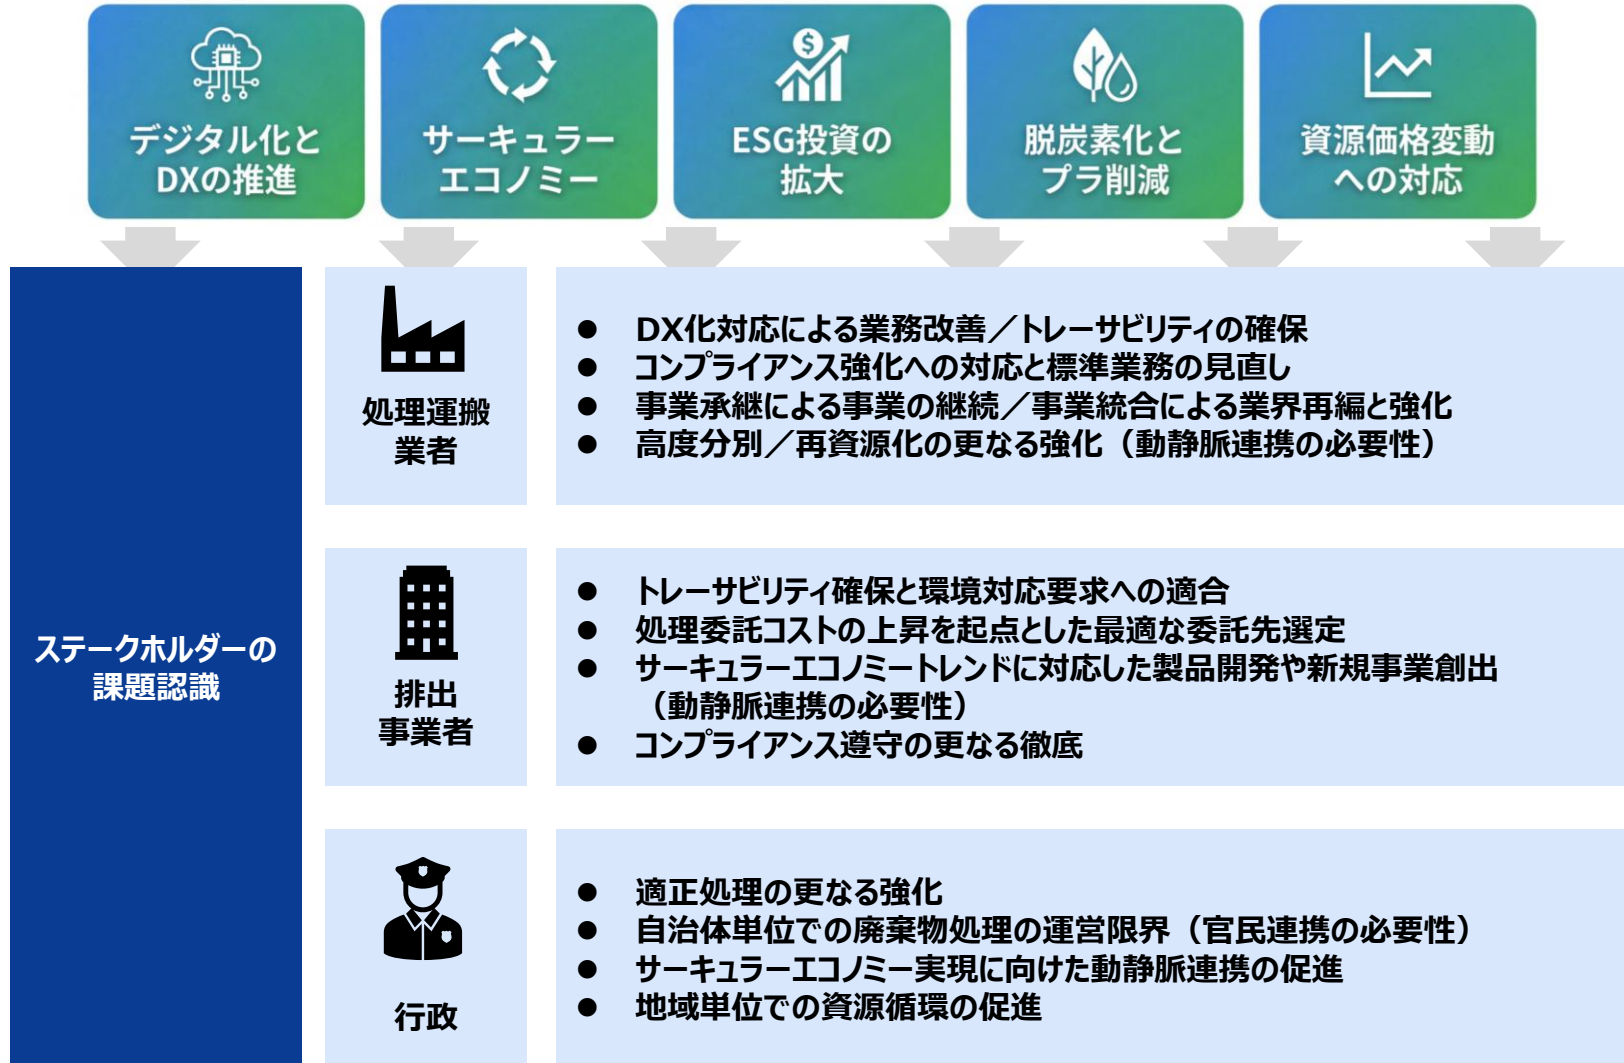 デジタル化と
DXの推進
サーキュラー
エコノミー
ESG投資の
拡大
脱炭素化と
プラ削減
資源価格変動
への対応
ステークホルダーの
課題認識
処理運搬
業者
● DX化対応による業務改善／トレーサビリティの確保
● コンプライアンス強化への対応と標準業務の見直し
● 事業承継による事業の継続／事業統合による業界再編と強化
● 高度分別／再資源化の更なる強化（動静脈連携の必要性）
排出
事業者
● トレーサビリティ確保と環境対応要求への適合
● 処理委託コストの上昇を起点とした最適な委託先選定
● サーキュラーエコノミートレンドに対応した製品開発や新規事業創出
（動静脈連携の必要性）
● コンプライアンス遵守の更なる徹底
行政
● 適正処理の更なる強化
● 自治体単位での廃棄物処理の運営限界（官民連携の必要性）
● サーキュラーエコノミー実現に向けた動静脈連携の促進
● 地域単位での資源循環の促進